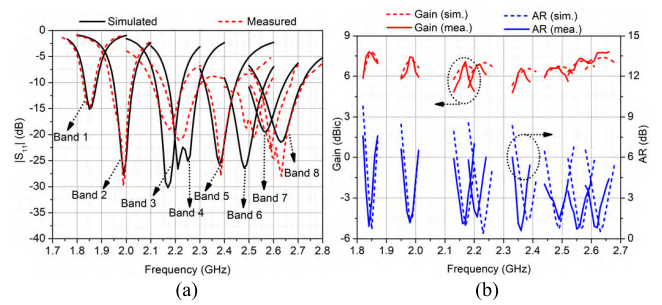 Simulated Measured
|S₁₁| (dB)
0
-5
-10
-15
-20
-25
-30
-35
-40
Band 1
Band 2
Band 3
Band 4
Band 5
Band 6
Band 7
Band 8
1.7 1.8 1.9 2.0 2.1 2.2 2.3 2.4 2.5 2.6 2.7 2.8
Frequency (GHz)
(a)
Gain (sim.) AR (sim.)
Gain (mea.) AR (mea.)
Gain (dBic)
9
6
3
0
-3
-6
15
12
9
6
3
0
AR (dB)
1.8 1.9 2.0 2.1 2.2 2.3 2.4 2.5 2.6 2.7
Frequency (GHz)
(b)